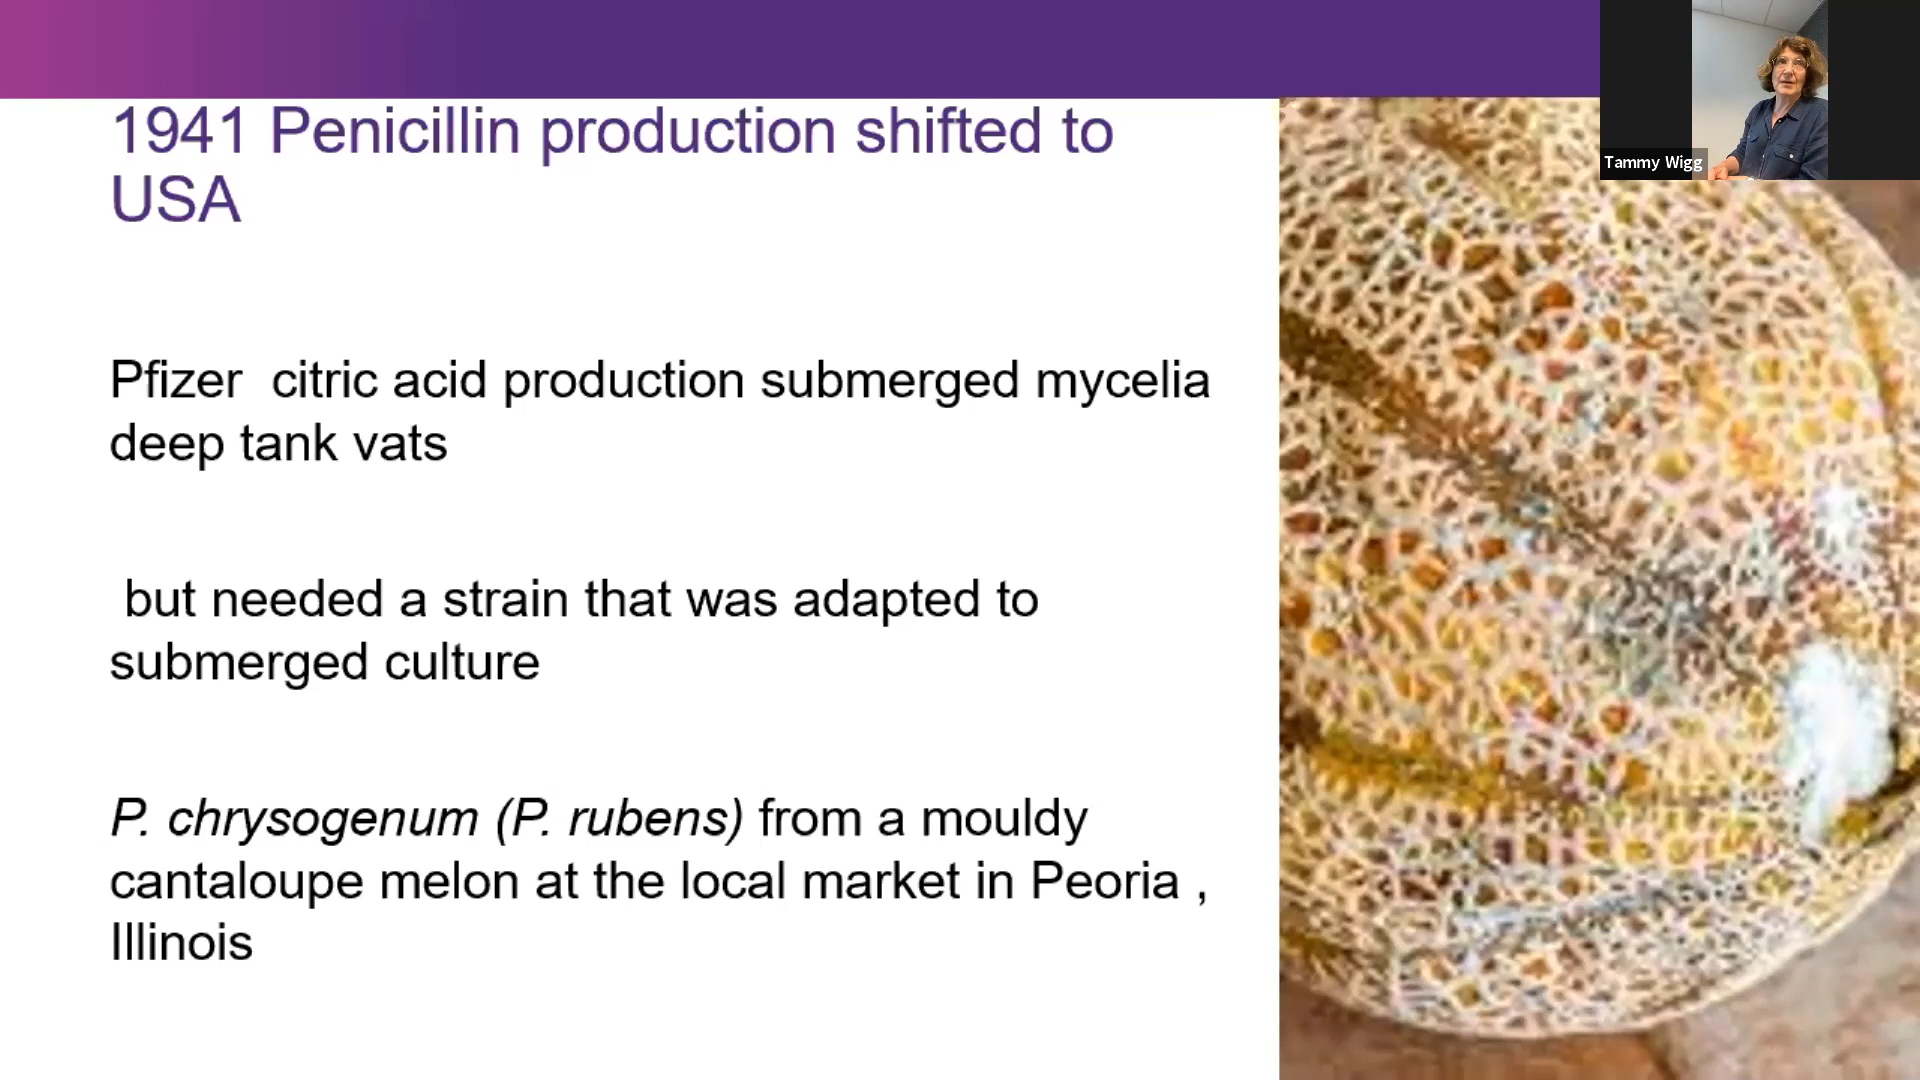 1941 Penicillin production shifted to
USA
Pfizer  citric acid production submerged mycelia
deep tank vats
but needed a strain that was adapted to
submerged culture
P. chrysogenum (P. rubens) from a mouldy
cantaloupe melon at the local market in Peoria ,
Illinois
Tammy Wigg